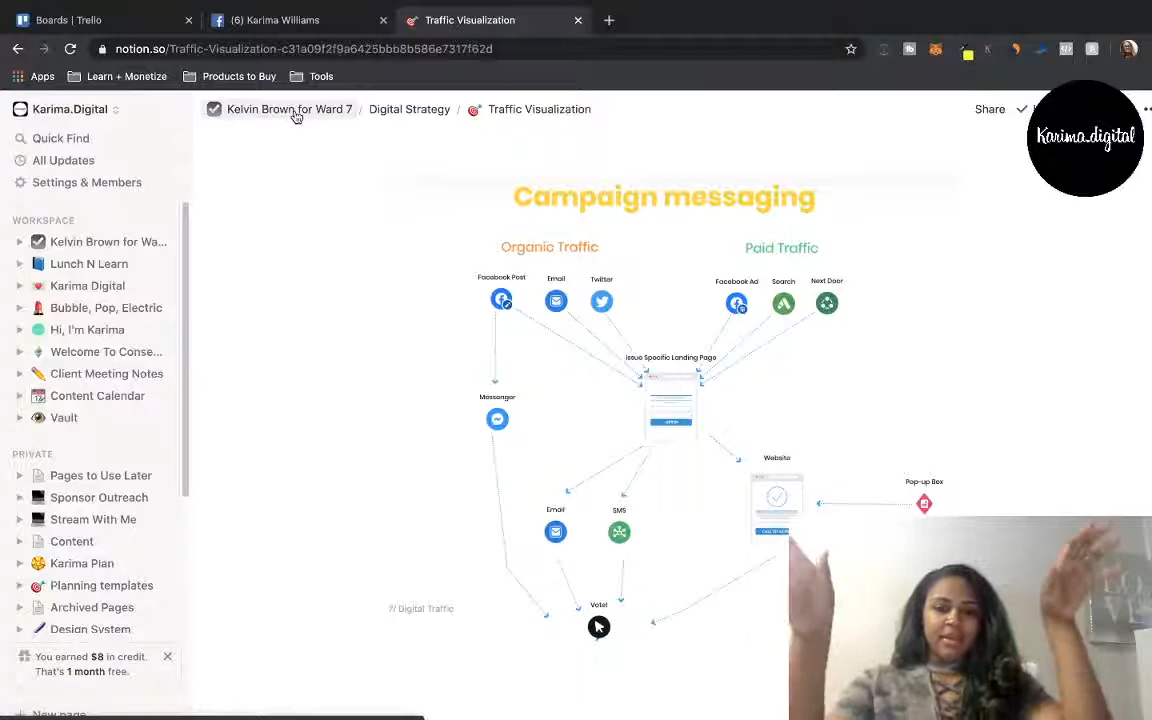 Boards | Trello
(6) Karima Williams
Traffic Visualization
notion.so/Traffic-Visualization-c31a09f2f9a6425bbb8b586e7317f62d
Apps
Learn + Monetize
Products to Buy
Tools
Karima.Digital
Kelvin Brown for Ward 7 / Digital Strategy / Traffic Visualization
Share
Karima.digital
Quick Find
All Updates
Settings & Members
WORKSPACE
Kelvin Brown for Wa...
Lunch N Learn
Karima Digital
Bubble, Pop, Electric
Hi, I'm Karima
Welcome To Conse...
Client Meeting Notes
Content Calendar
Vault
PRIVATE
Pages to Use Later
Sponsor Outreach
Stream With Me
Content
Karima Plan
Planning templates
Archived Pages
Design System
You earned $8 in credit.
That's 1 month free.
New page
Campaign messaging
Organic Traffic
Paid Traffic
Facebook Post
Email
Twitter
Facebook Ad
Search
Next Door
Issue Specific Landing Page
Messenger
Website
Pop-up Box
Email
SMS
Vote!
7/ Digital Traffic